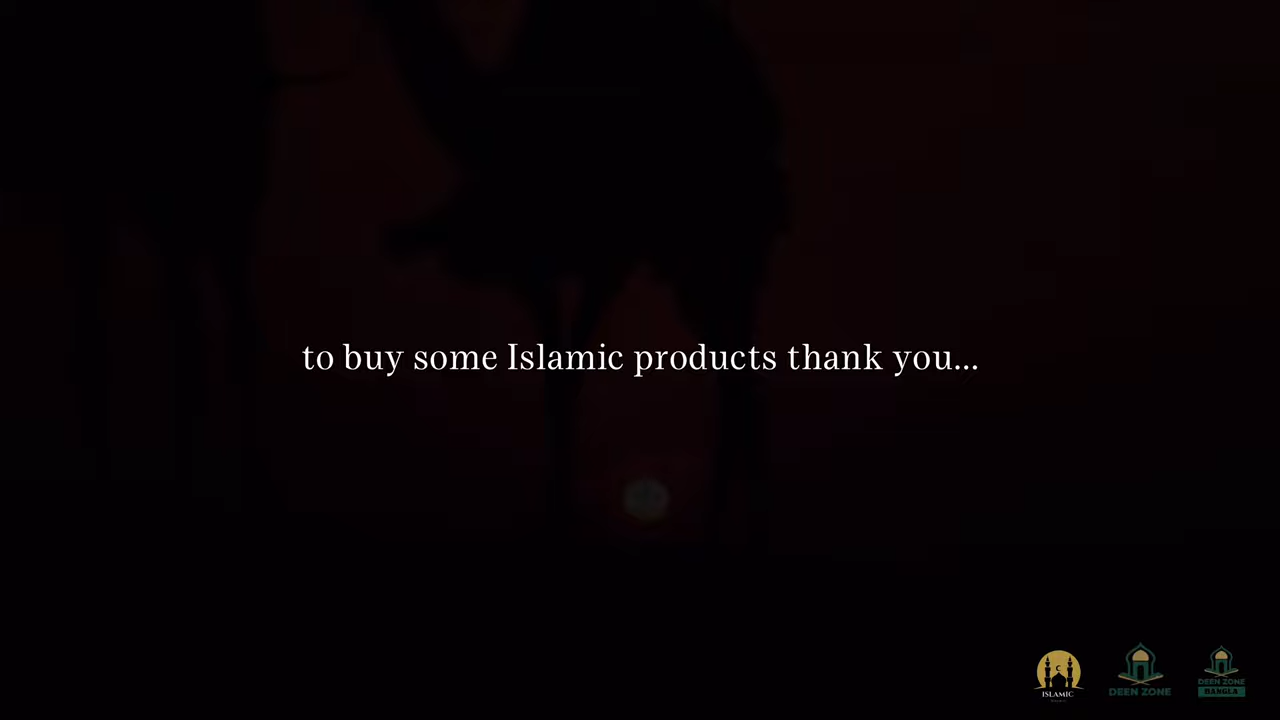 to buy some Islamic products thank you...
ISLAMIC
DEEN ZONE
DEEN ZONE
BANGLA